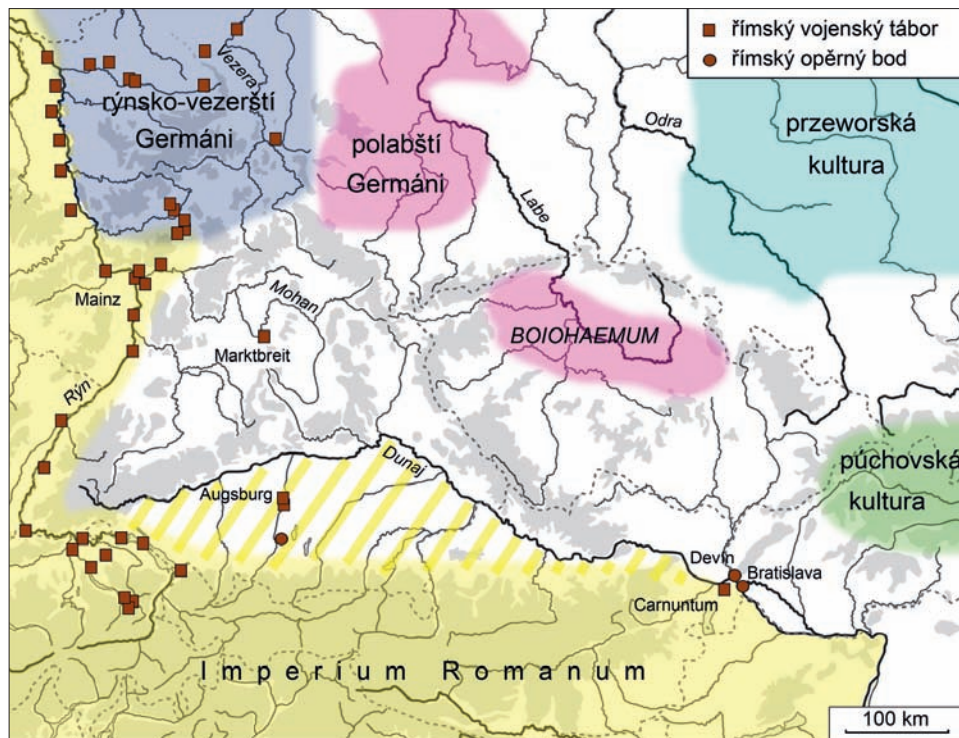 římský vojenský tábor
římský opěrný bod
Vezera
rýnsko-vezerští
Germáni
polabští
Germáni
Odra
przeworská
kultura
Labe
Mainz
Mohan
BOIOHAEMUM
Marktbreit
Rýn
Dunaj
púchovská
kultura
Augsburg
Devín
Bratislava
Carnuntum
Imperium Romanum
100 km